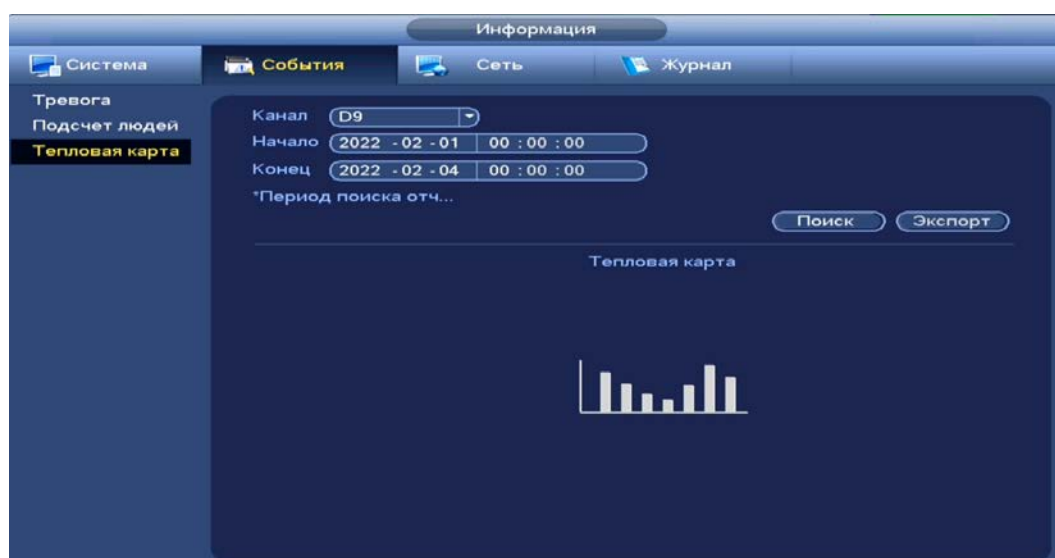 Информация
Система События Сеть Журнал
Тревога
Подсчет людей
Тепловая карта
Канал D9
Начало 2022 - 02 - 01 00 : 00 : 00
Конец 2022 - 02 - 04 00 : 00 : 00
*Период поиска отч...
Поиск Экспорт
Тепловая карта